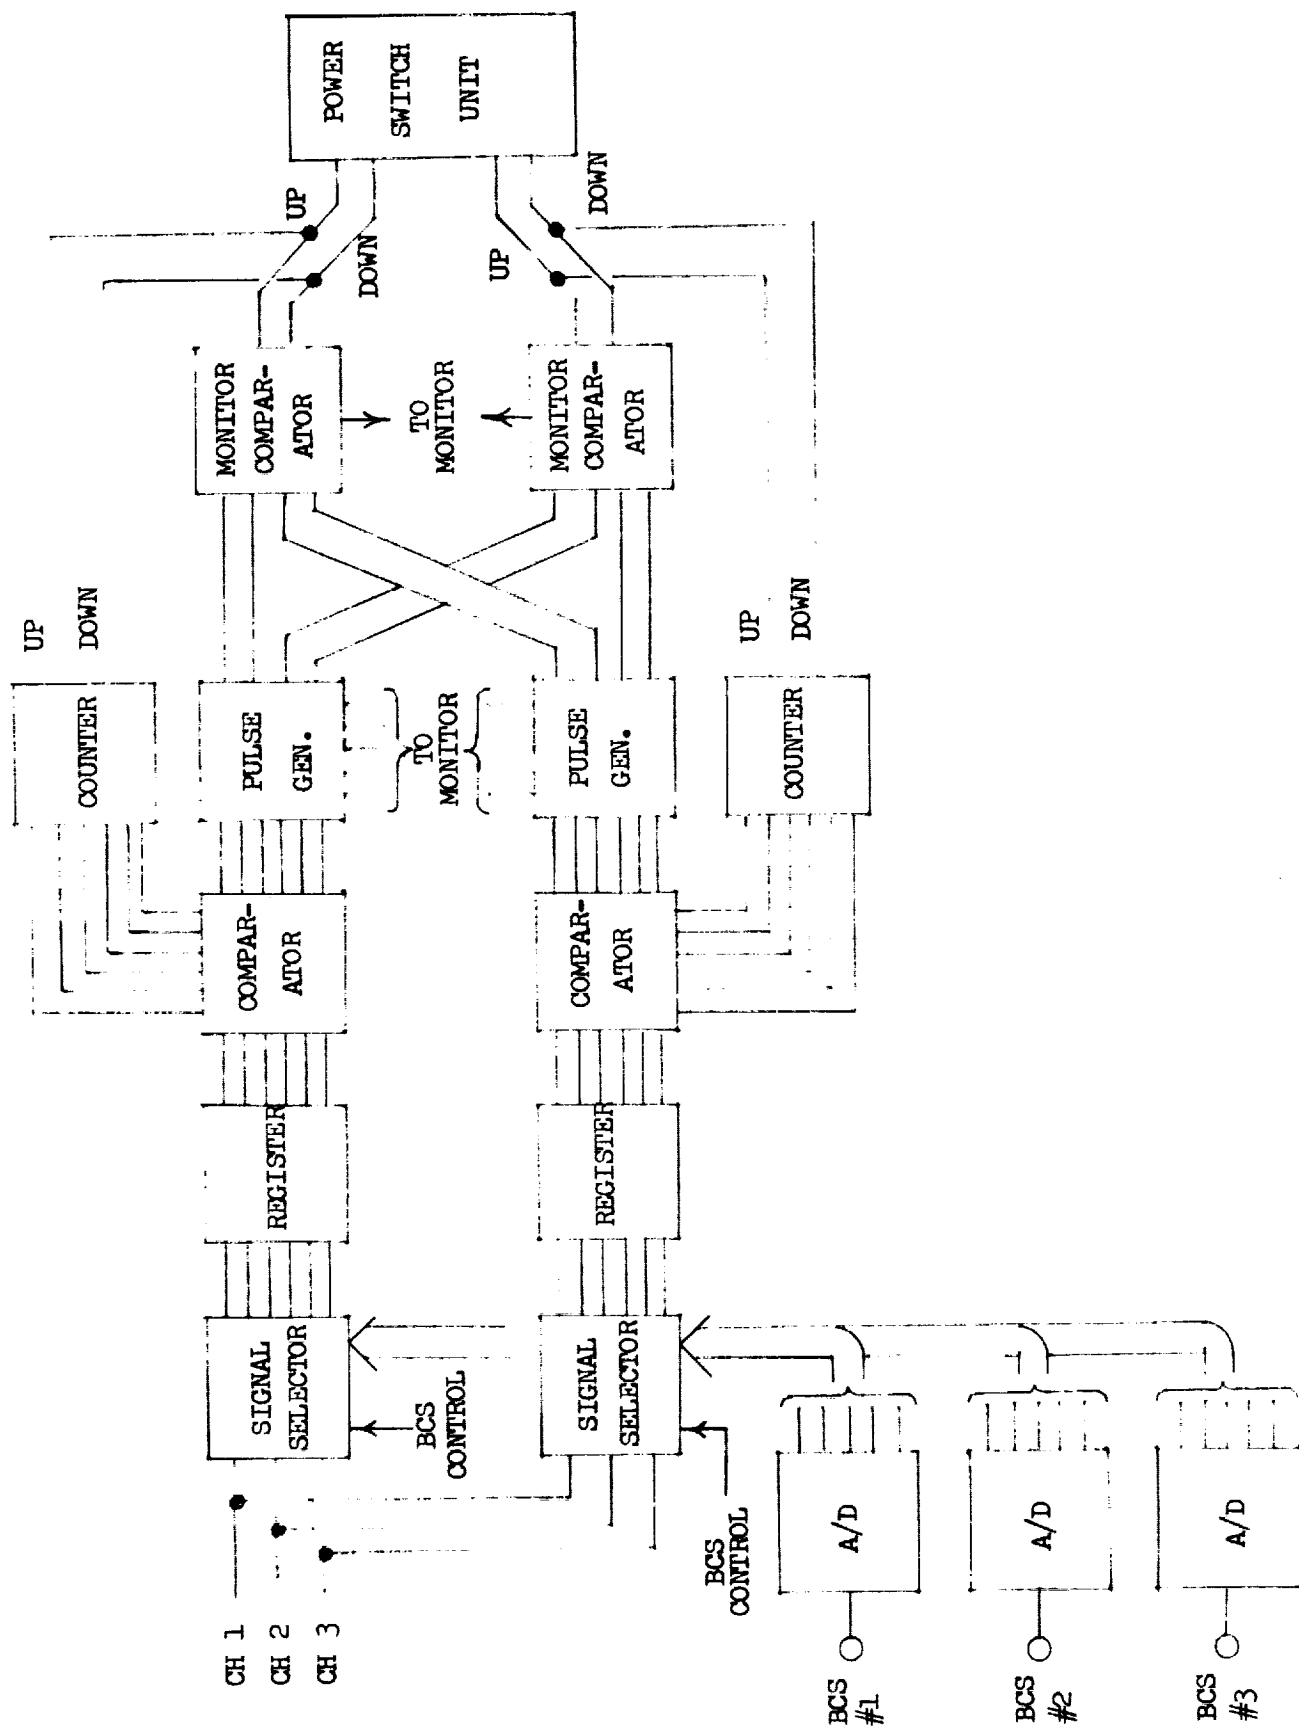 CH 1
CH 2
CH 3
SIGNAL
SELECTOR
BCS
CONTROL
REGISTER
COMPAR-
ATOR
COUNTER
UP
DOWN
PULSE
GEN.
TO
MONITOR
MONITOR
COMPAR-
ATOR
TO
MONITOR
UP
DOWN
POWER
SWITCH
UNIT
SIGNAL
SELECTOR
BCS
CONTROL
REGISTER
COMPAR-
ATOR
PULSE
GEN.
MONITOR
COMPAR-
ATOR
UP
DOWN
COUNTER
UP
DOWN
BCS
#1
A/D
BCS
#2
A/D
BCS
#3
A/D